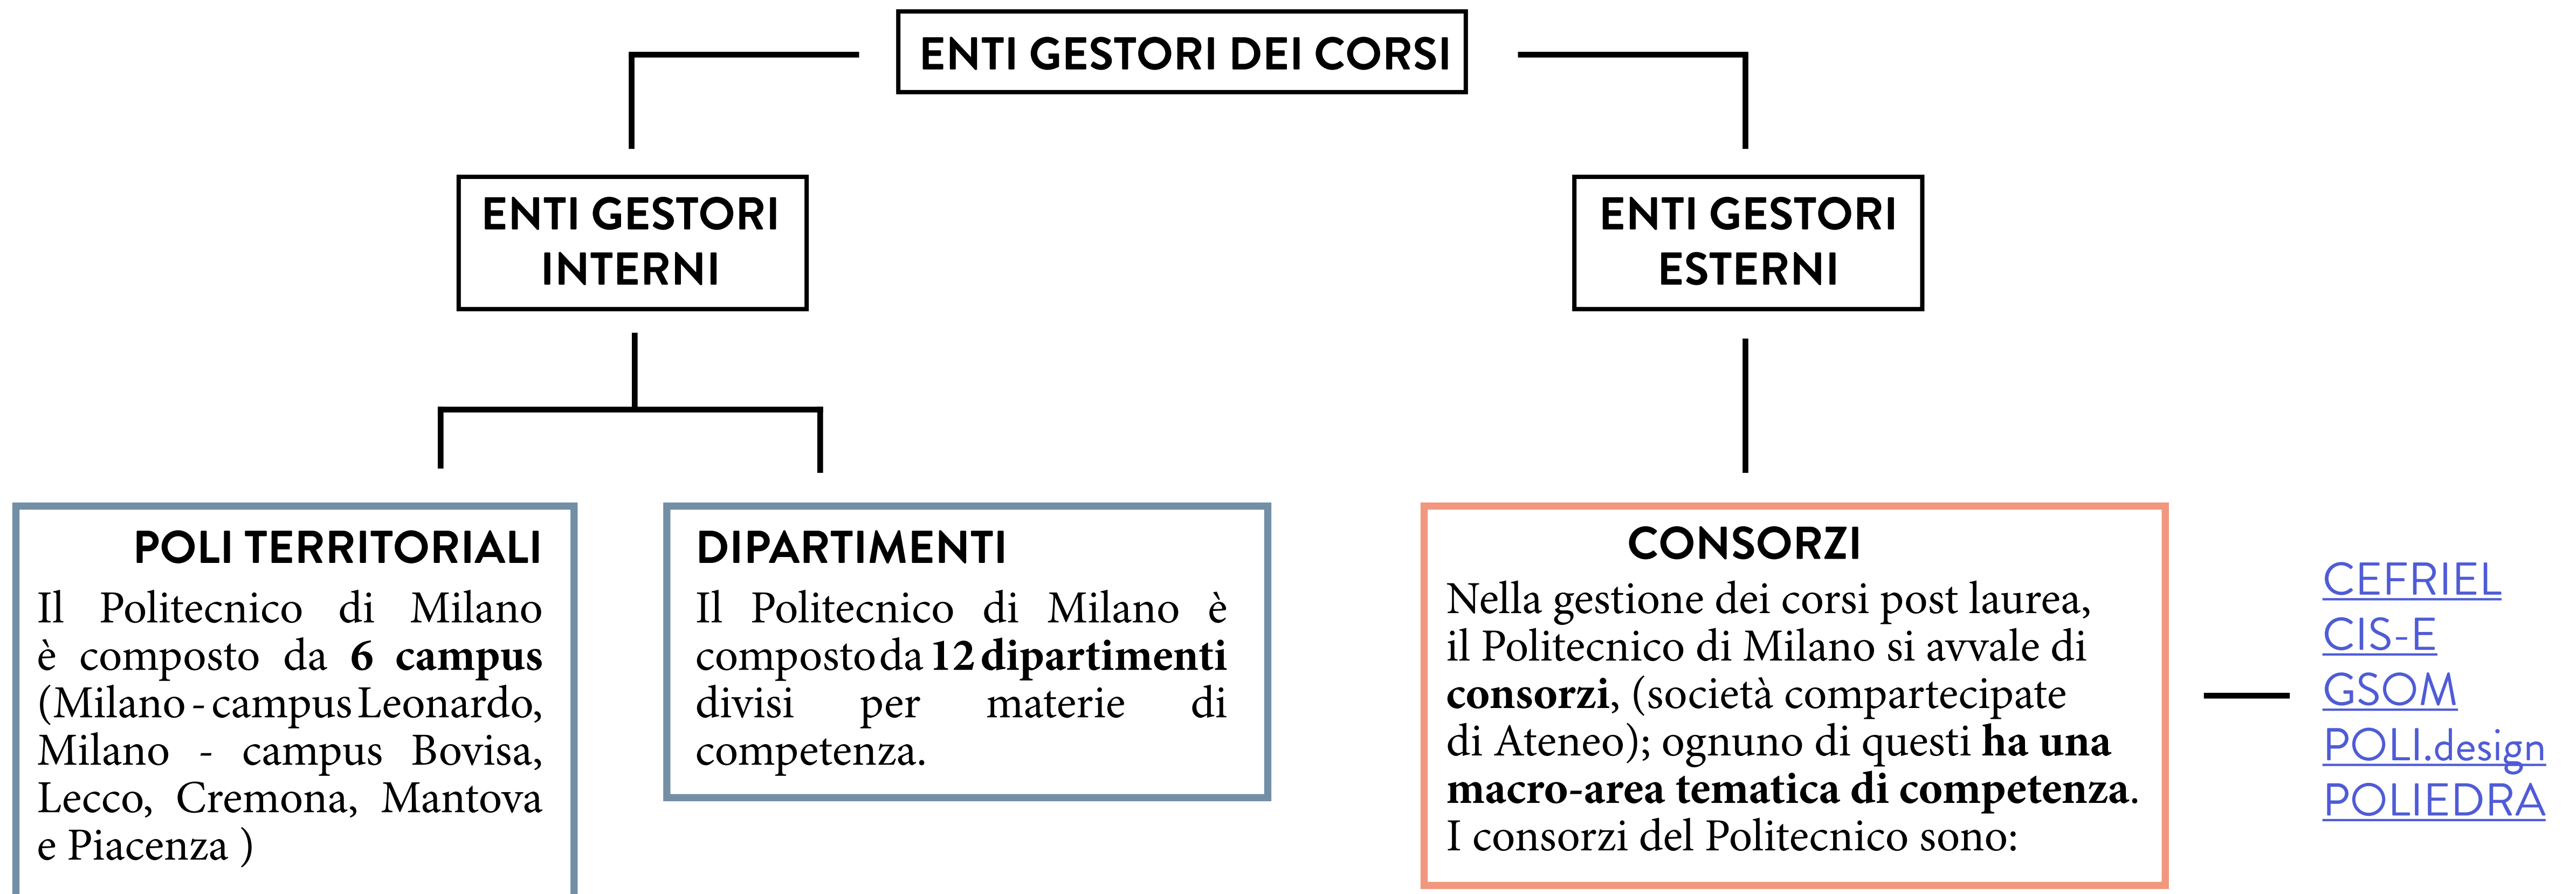 ENTI GESTORI DEI CORSI
ENTI GESTORI
INTERNI
ENTI GESTORI
ESTERNI
POLI TERRITORIALI
Il Politecnico di Milano
è composto da 6 campus
(Milano - campus Leonardo,
Milano - campus Bovisa,
Lecco, Cremona, Mantova
e Piacenza )
DIPARTIMENTI
Il Politecnico di Milano è
composto da 12 dipartimenti
divisi per materie di
competenza.
CONSORZI
Nella gestione dei corsi post laurea,
il Politecnico di Milano si avvale di
consorzi, (società compartecipate
di Ateneo); ognuno di questi ha una
macro-area tematica di competenza.
I consorzi del Politecnico sono:
CEFRIEL
CIS-E
GSOM
POLI.design
POLIEDRA